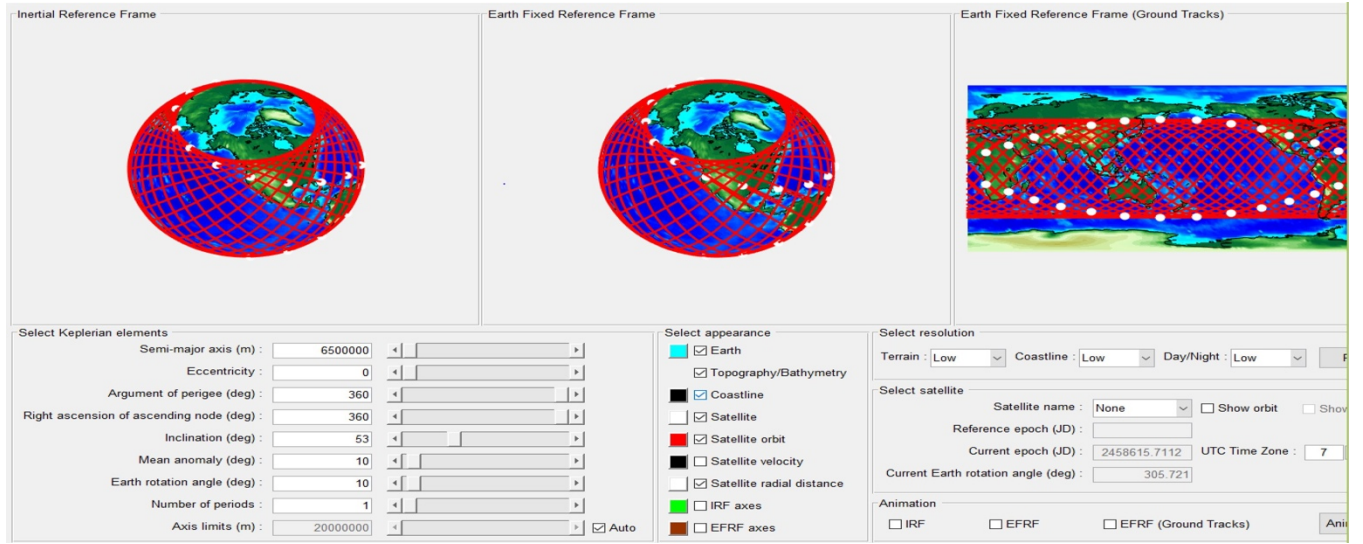 Inertial Reference Frame
Earth Fixed Reference Frame
Earth Fixed Reference Frame (Ground Tracks)
Select Keplerian elements
Semi-major axis (m) : 6500000
Eccentricity : 0
Argument of perigee (deg) : 360
Right ascension of ascending node (deg) : 360
Inclination (deg) : 53
Mean anomaly (deg) : 10
Earth rotation angle (deg) : 10
Number of periods : 1
Axis limits (m) : 20000000 Auto
Select appearance
Earth
Topography/Bathymetry
Coastline
Satellite
Satellite orbit
Satellite velocity
Satellite radial distance
IRF axes
EFRF axes
Select resolution
Terrain : Low Coastline : Low Day/Night : Low
Select satellite
Satellite name : None Show orbit Show
Reference epoch (JD) :
Current epoch (JD) : 2458615.7112 UTC Time Zone : 7
Current Earth rotation angle (deg) : 305.721
Animation
IRF EFRF EFRF (Ground Tracks) Ani